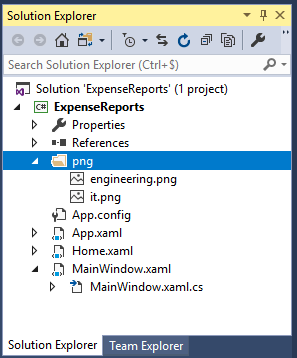 Solution Explorer
Search Solution Explorer (Ctrl+$)
Solution 'ExpenseReports' (1 project)
C# ExpenseReports
Properties
References
png
engineering.png
it.png
App.config
App.xaml
Home.xaml
MainWindow.xaml
MainWindow.xaml.cs
Solution Explorer Team Explorer